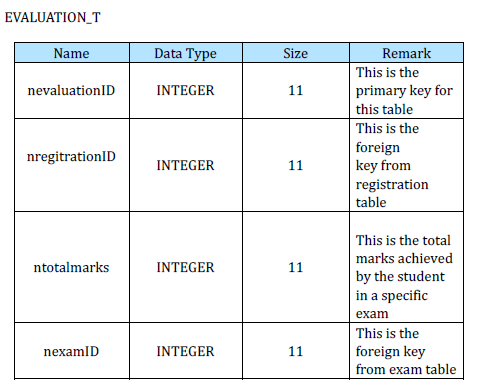 EVALUATION_T
Name Data Type Size Remark
nevaluationID INTEGER 11 This is the
primary key for
this table
nregitrationID INTEGER 11 This is the
foreign
key from
registration
table
ntotalmarks INTEGER 11 This is the total
marks achieved
by the student
in a specific
exam
nexamID INTEGER 11 This is the
foreign key
from exam table